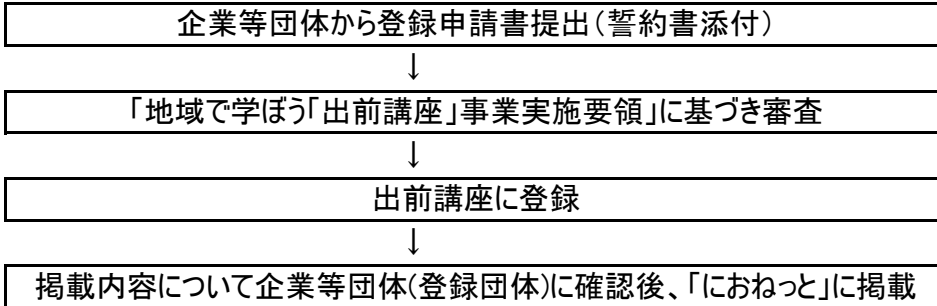 企業等団体から登録申請書提出（誓約書添付）
↓
「地域で学ぼう「出前講座」事業実施要領」に基づき審査
↓
出前講座に登録
↓
掲載内容について企業等団体(登録団体)に確認後、「におねっと」に掲載